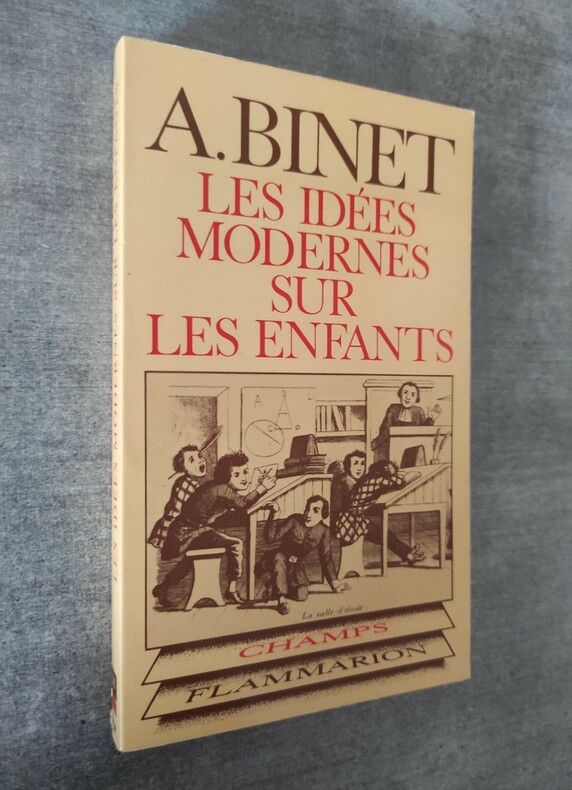 A. BINET
LES IDÉES
MODERNES
SUR
LES ENFANTS
La salle d'étude
CHAMPS
FLAMMARION